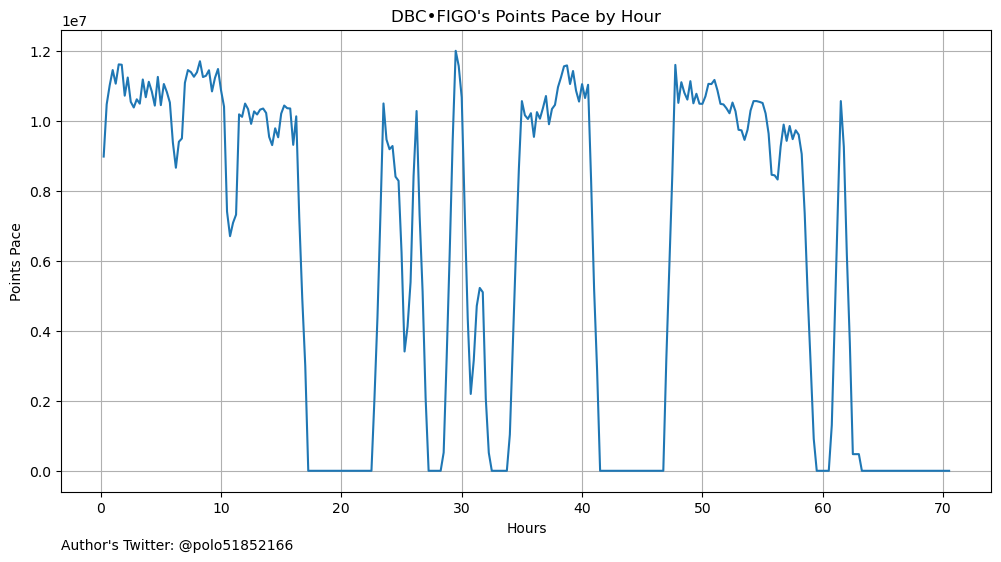 DBC•FIGO's Points Pace by Hour
1e7
1.2
1.0
0.8
0.6
0.4
0.2
0.0
Points Pace
0 10 20 30 40 50 60 70
Hours
Author's Twitter: @polo51852166